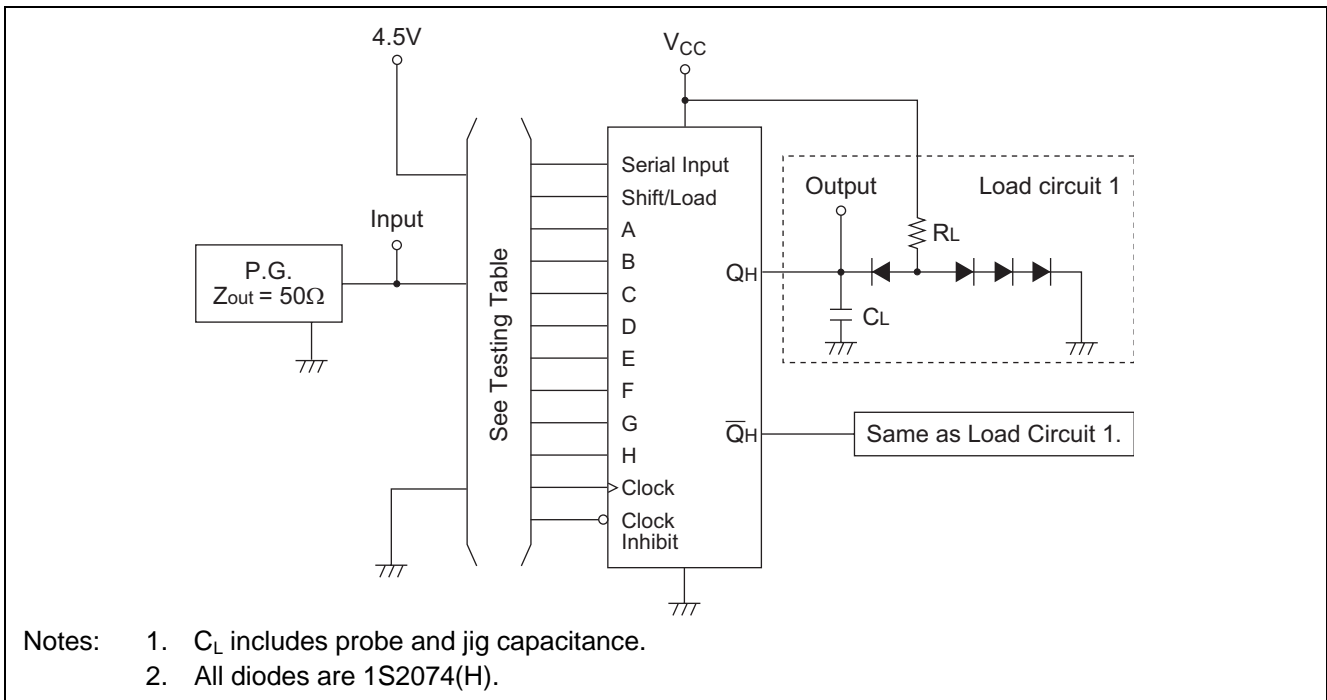 4.5V
V_CC
Serial Input
Shift/Load
A
B
C
D
E
F
G
H
Clock
Clock
Inhibit
See Testing Table
Input
P.G.
Zout = 50Ω
QH
Q̅H
Output
Load circuit 1
RL
CL
Same as Load Circuit 1.
Notes: 1. C_L includes probe and jig capacitance.
2. All diodes are 1S2074(H).